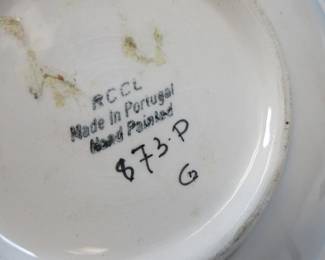 RCCL
Made In Portugal
Hand Painted
873.P
G